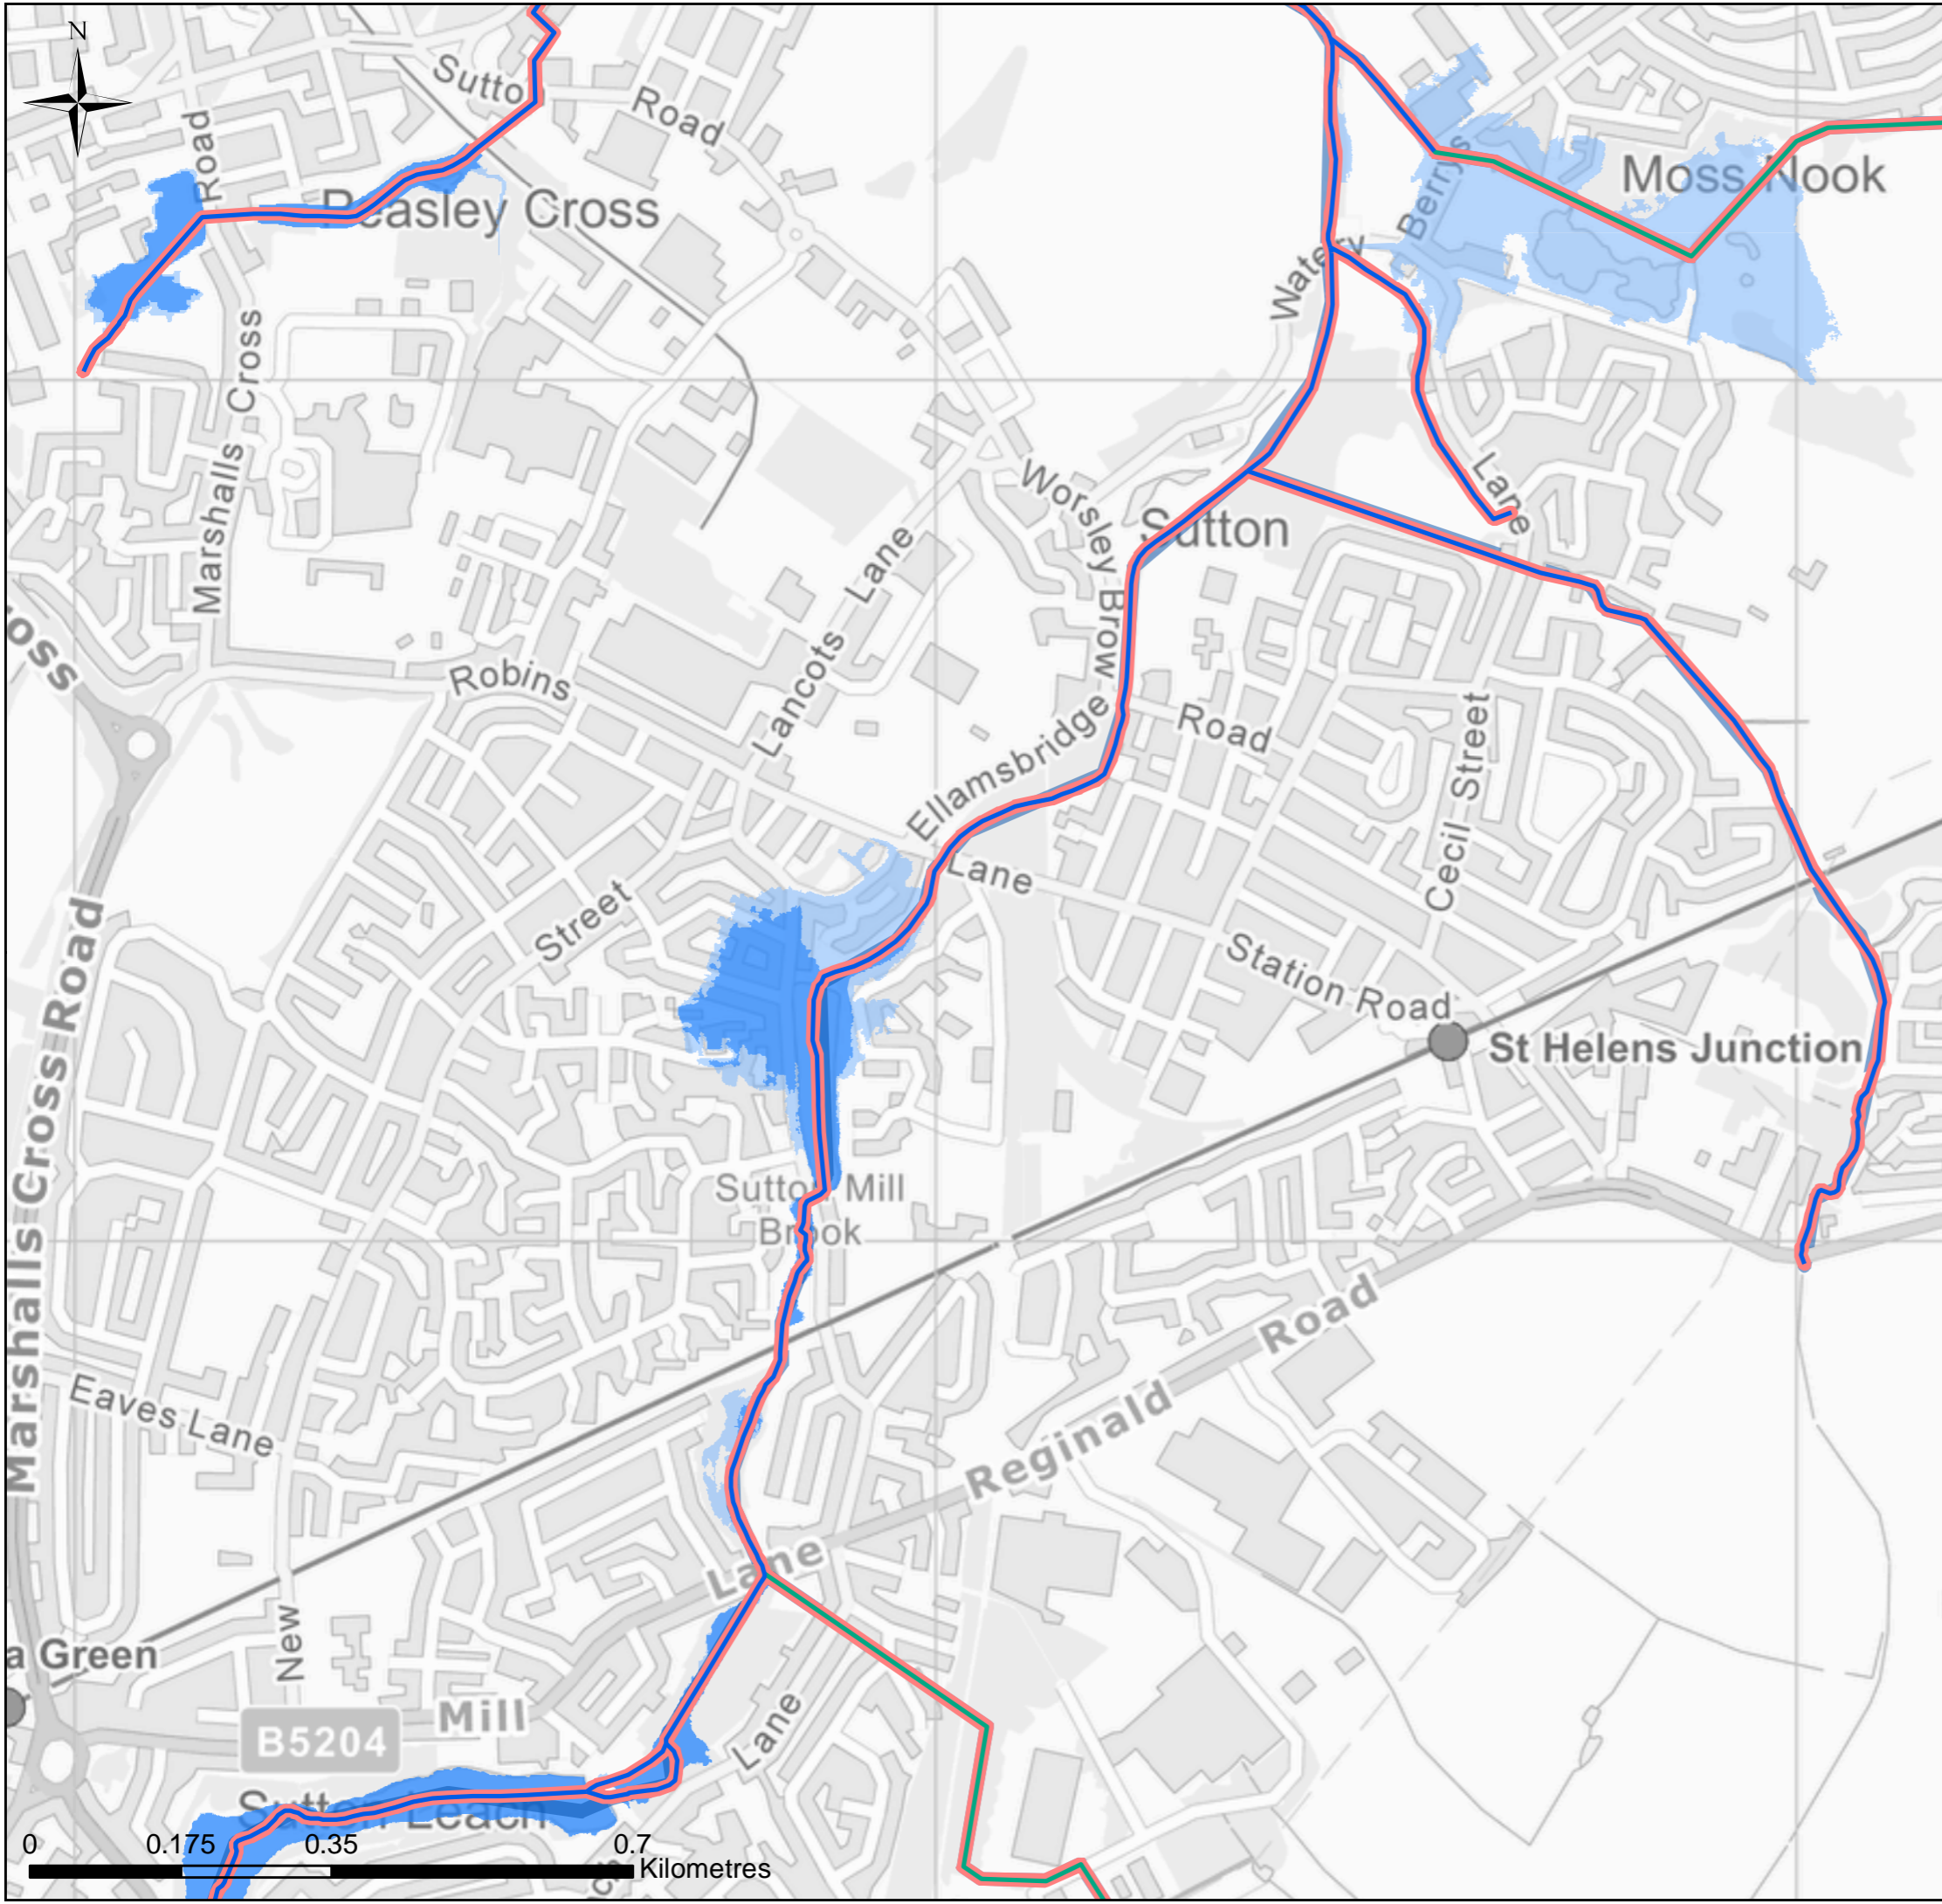 N
Sutto
Road
Road
Peasley Cross
Moss Nook
Berrys
Watery
Marshalls Cross
Lane
Worsley Brow
Sutton
Lane
Lancots
oss
Robins
Ellamsbridge
Road
Cecil Street
Lane
Street
Station Road
St Helens Junction
Marshalls Cross Road
Sutton Mill
Brook
Reginald Road
Eaves Lane
Lane
New
a Green
Mill
B5204
Lane
Sutton Leach
0 0.175 0.35 0.7
Kilometres